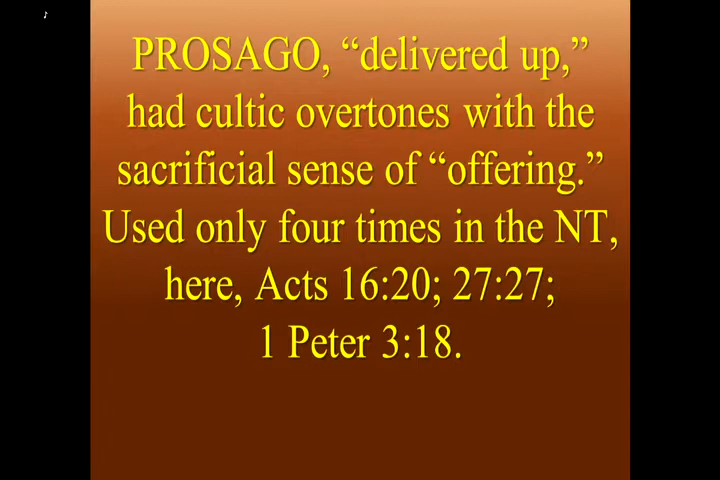 ♪
PROSAGO, “delivered up,”
had cultic overtones with the
sacrificial sense of “offering.”
Used only four times in the NT,
here, Acts 16:20; 27:27;
1 Peter 3:18.